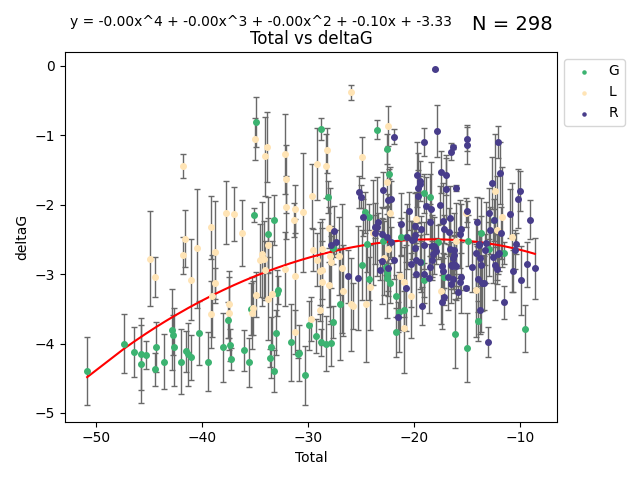 y = -0.00x^4 + -0.00x^3 + -0.00x^2 + -0.10x + -3.33
N = 298
Total vs deltaG
G
L
R
0
−1
−2
−3
−4
−5
deltaG
−50
−40
−30
−20
−10
Total